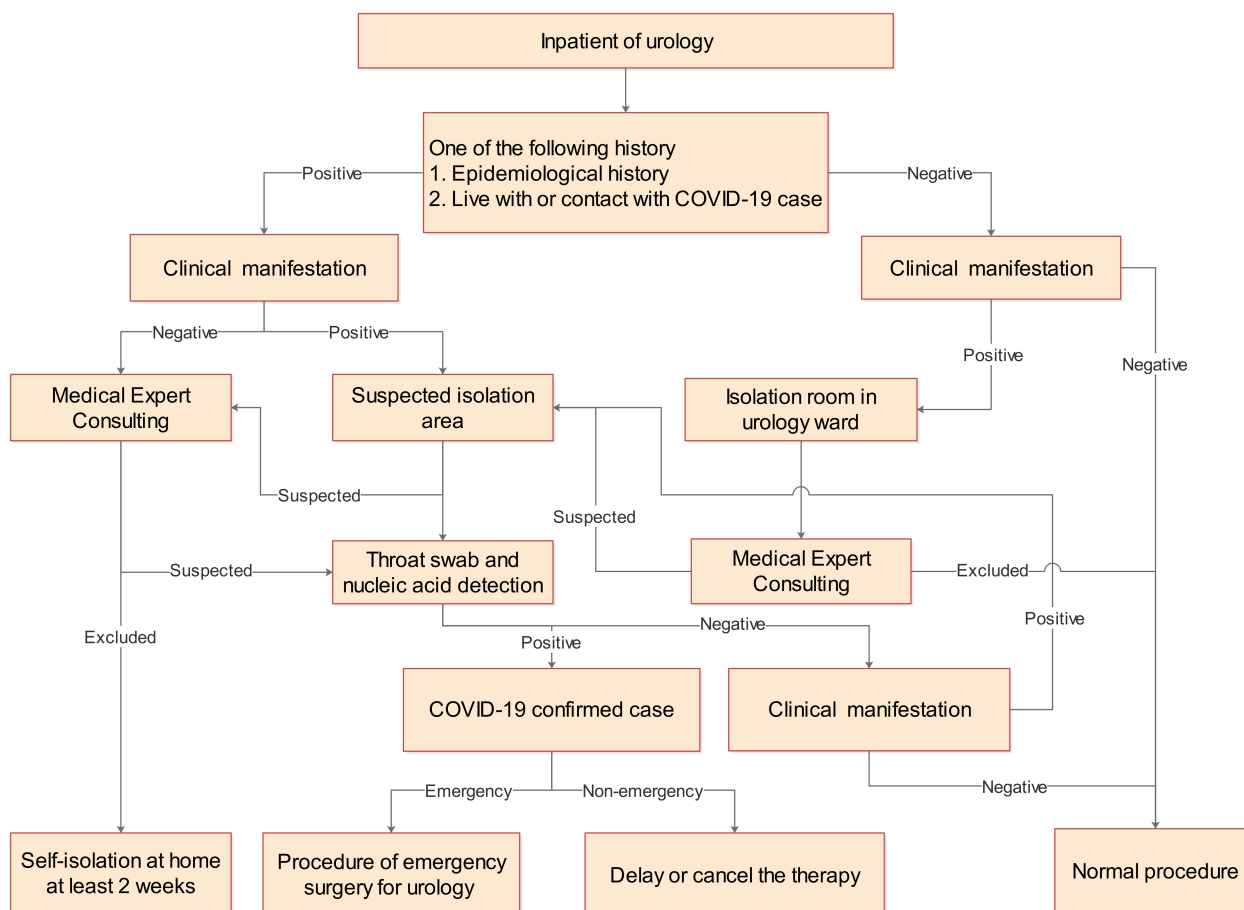 Inpatient of urology
One of the following history
1. Epidemiological history
2. Live with or contact with COVID-19 case
Positive
Negative
Clinical manifestation
Clinical manifestation
Negative
Positive
Positive
Negative
Medical Expert
Consulting
Suspected isolation
area
Isolation room in
urology ward
Suspected
Suspected
Throat swab and
nucleic acid detection
Medical Expert
Consulting
Suspected
Excluded
Excluded
Positive
Negative
Positive
COVID-19 confirmed case
Clinical manifestation
Emergency
Non-emergency
Negative
Self-isolation at home
at least 2 weeks
Procedure of emergency
surgery for urology
Delay or cancel the therapy
Normal procedure